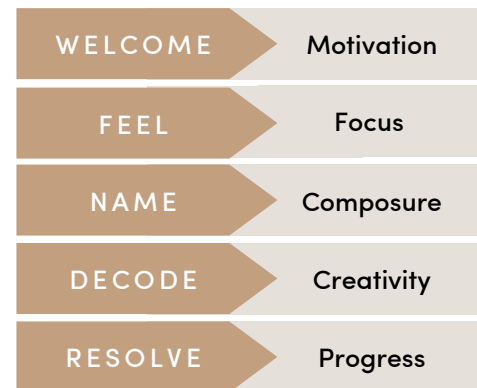 WELCOME Motivation
FEEL Focus
NAME Composure
DECODE Creativity
RESOLVE Progress